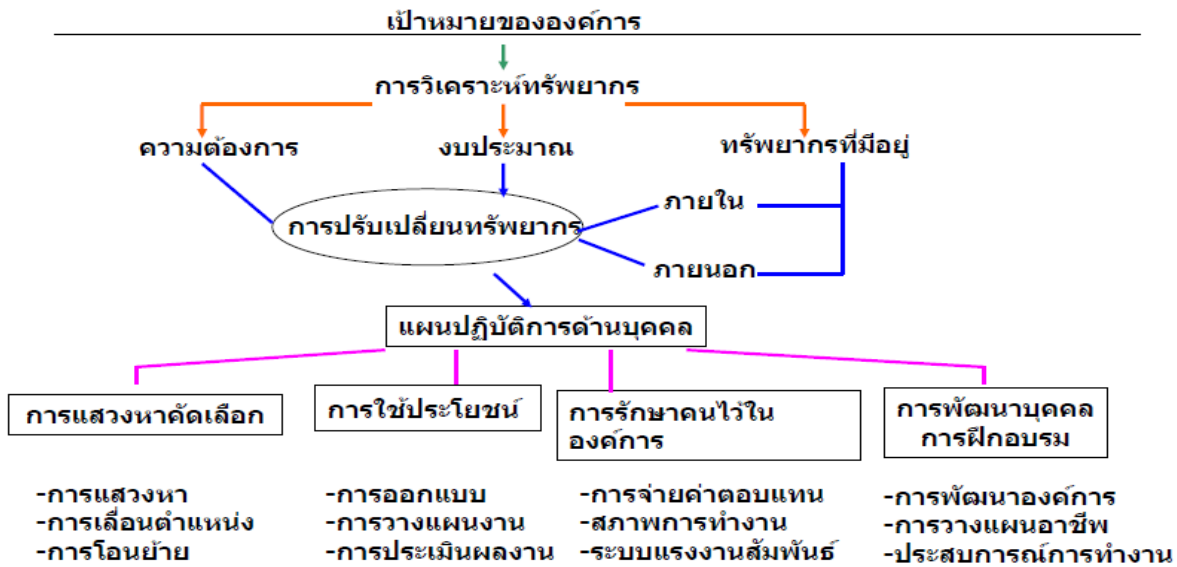 เป้าหมายขององค์การ
การวิเคราะห์ทรัพยากร
ความต้องการ
งบประมาณ
ทรัพยากรที่มีอยู่
ภายใน
การปรับเปลี่ยนทรัพยากร
ภายนอก
แผนปฏิบัติการด้านบุคคล
การแสวงหาคัดเลือก
การใช้ประโยชน์
การรักษาคนไว้ใน
องค์การ
การพัฒนาบุคคล
การฝึกอบรม
-การแสวงหา
-การเลื่อนตำแหน่ง
-การโอนย้าย
-การออกแบบ
-การวางแผนงาน
-การประเมินผลงาน
-การจ่ายค่าตอบแทน
-สภาพการทำงาน
-ระบบแรงงานสัมพันธ์
-การพัฒนาองค์การ
-การวางแผนอาชีพ
-ประสบการณ์การทำงาน